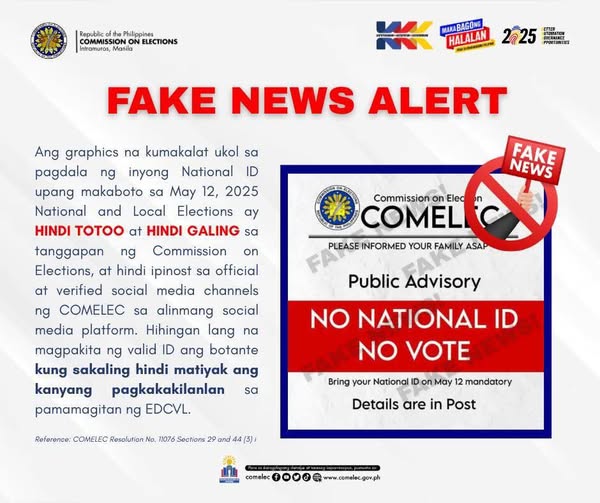 Republic of the Philippines
COMMISSION ON ELECTIONS
Intramuros, Manila
KKK
MAKABAGONG
HALALAN
2025
FAKE NEWS ALERT
Ang graphics na kumakalat ukol sa
pagdala ng inyong National ID
upang makaboto sa May 12, 2025
National and Local Elections ay
HINDI TOTOO at HINDI GALING sa
tanggapan ng Commission on
Elections, at hindi ipinost sa official
at verified social media channels
ng COMELEC sa alinmang social
media platform. Hihingan lang na
magpakita ng valid ID ang botante
kung sakaling hindi matiyak ang
kanyang pagkakakilanlan sa
pamamagitan ng EDCVL.
Reference: COMELEC Resolution No. 11076 Sections 29 and 44 (3) i
FAKE
NEWS
Commission on Election
COMELEC
PLEASE INFORMED YOUR FAMILY ASAP
Public Advisory
NO NATIONAL ID
NO VOTE
Bring your National ID on May 12 mandatory
Details are in Post
FAKE NEWS!
FAKE NEWS!
FAKE NEWS!
FAKE NEWS!
comelec
www.comelec.gov.ph